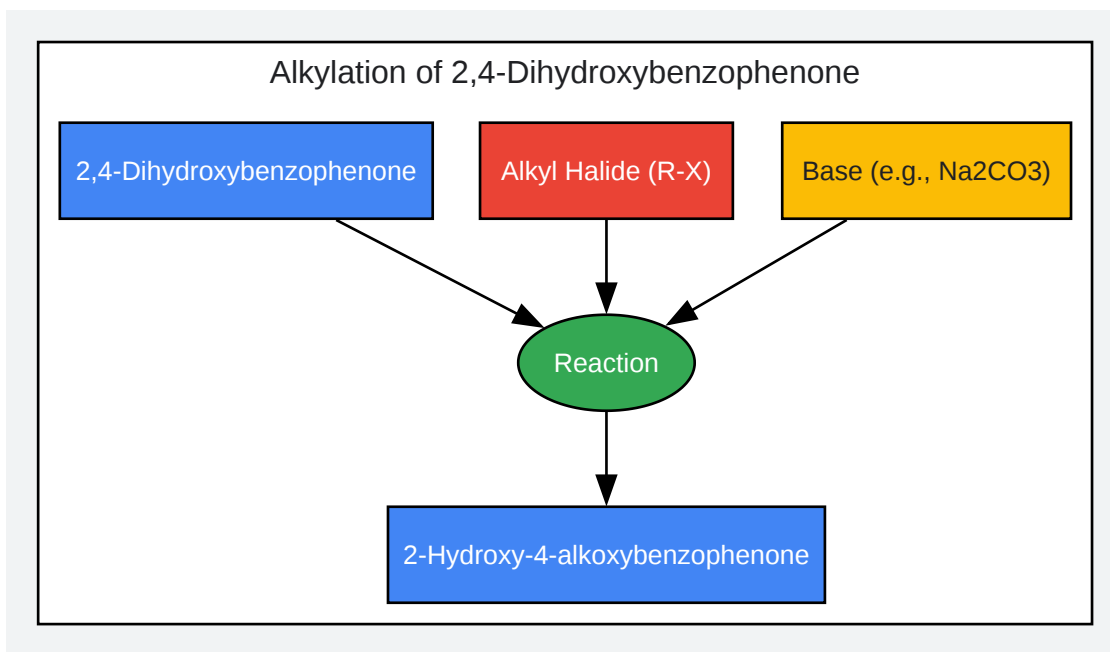 Alkylation of 2,4-Dihydroxybenzophenone
2,4-Dihydroxybenzophenone
Alkyl Halide (R-X)
Base (e.g., Na2CO3)
Reaction
2-Hydroxy-4-alkoxybenzophenone